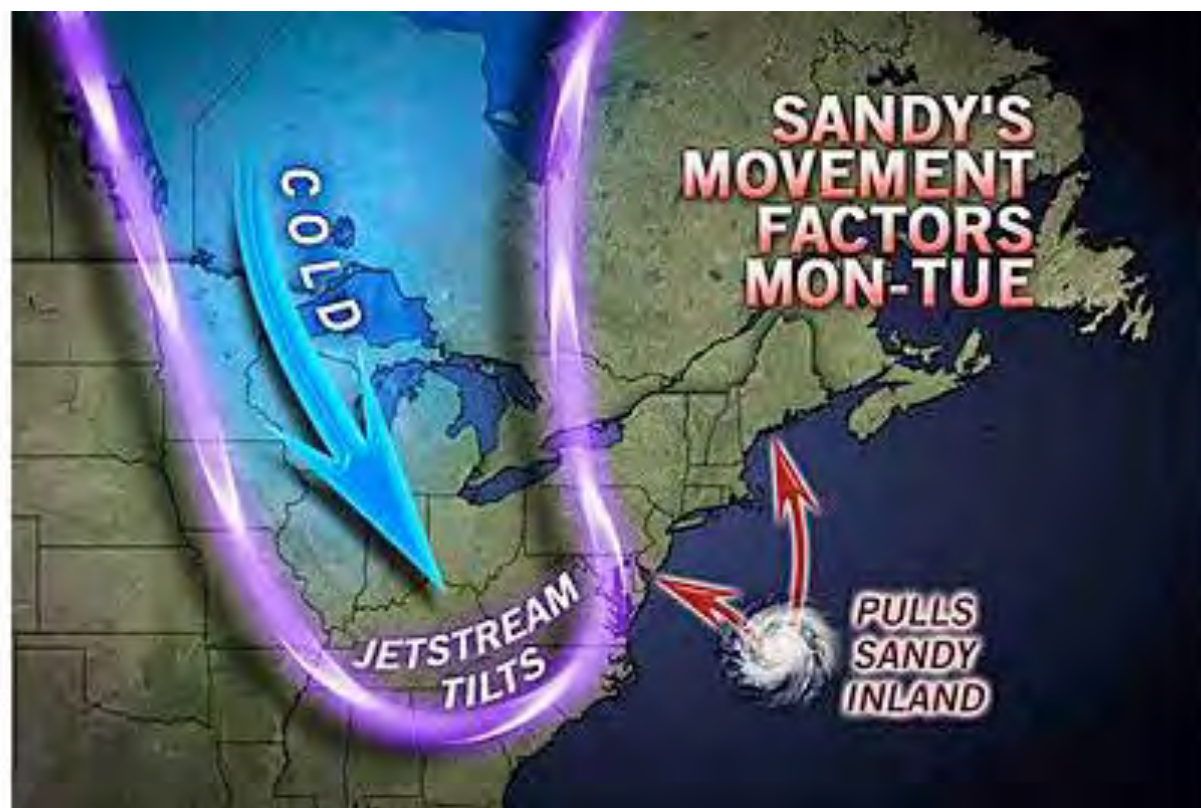 SANDY'S
MOVEMENT
FACTORS
MON-TUE
COLD
JETSTREAM
TILTS
PULLS
SANDY
INLAND